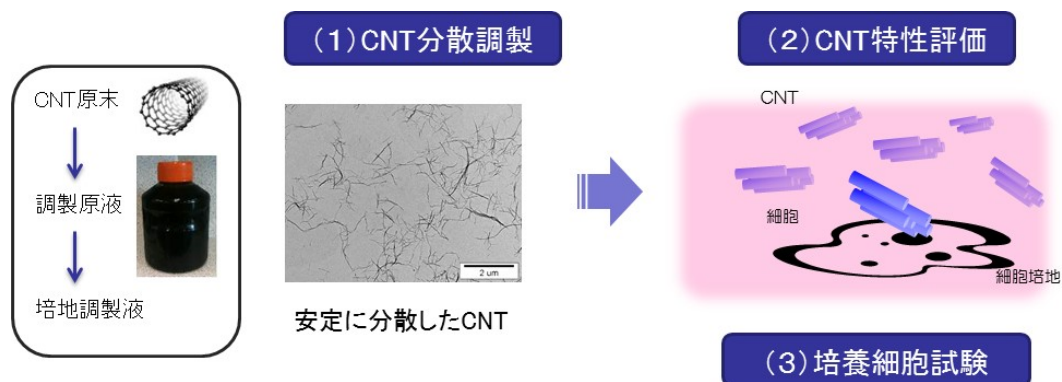 （１）CNT分散調製
（２）CNT特性評価
CNT原末
調製原液
培地調製液
2 um
安定に分散したCNT
CNT
細胞
細胞培地
（３）培養細胞試験